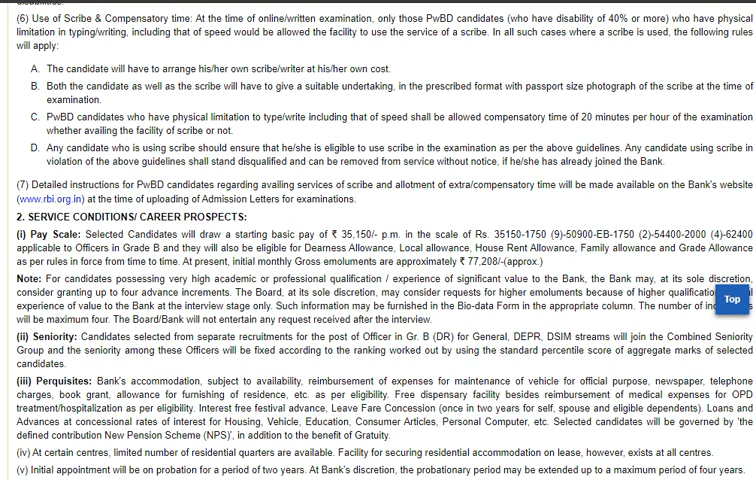 (6) Use of Scribe & Compensatory time: At the time of online/written examination, only those PwBD candidates (who have disability of 40% or more) who have physical
limitation in typing/writing, including that of speed would be allowed the facility to use the service of a scribe. In all such cases where a scribe is used, the following rules
will apply:
A. The candidate will have to arrange his/her own scribe/writer at his/her own cost.
B. Both the candidate as well as the scribe will have to give a suitable undertaking, in the prescribed format with passport size photograph of the scribe at the time of
examination.
C. PwBD candidates who have physical limitation to type/write including that of speed shall be allowed compensatory time of 20 minutes per hour of the examination
whether availing the facility of scribe or not.
D. Any candidate who is using scribe should ensure that he/she is eligible to use scribe in the examination as per the above guidelines. Any candidate using scribe in
violation of the above guidelines shall stand disqualified and can be removed from service without notice, if he/she has already joined the Bank.
(7) Detailed instructions for PwBD candidates regarding availing services of scribe and allotment of extra/compensatory time will be made available on the Bank's website
(www.rbi.org.in) at the time of uploading of Admission Letters for examinations.
2. SERVICE CONDITIONS/ CAREER PROSPECTS:
(i) Pay Scale: Selected Candidates will draw a starting basic pay of ₹ 35,150/- p.m. in the scale of Rs. 35150-1750 (9)-50900-EB-1750 (2)-54400-2000 (4)-62400
applicable to Officers in Grade B and they will also be eligible for Dearness Allowance, Local allowance, House Rent Allowance, Family allowance and Grade Allowance
as per rules in force from time to time. At present, initial monthly Gross emoluments are approximately ₹ 77,208/-(approx.)
Note: For candidates possessing very high academic or professional qualification / experience of significant value to the Bank, the Bank may, at its sole discretion,
consider granting up to four advance increments. The Board, at its sole discretion, may consider requests for higher emoluments because of higher
experience of value to the Bank at the interview stage only. Such information may be furnished in the Bio-data Form in the appropriate column. The number of
will be maximum four. The Board/Bank will not entertain any request received after the interview.
Top
(ii) Seniority: Candidates selected from separate recruitments for the post of Officer in Gr. B (DR) for General, DEPR, DSIM streams will join the Combined Seniority
Group and the seniority among these Officers will be fixed according to the ranking worked out by using the standard percentile score of aggregate marks of selected
candidates.
(iii) Perquisites: Bank's accommodation, subject to availability, reimbursement of expenses for maintenance of vehicle for official purpose, newspaper, telephone
charges, book grant, allowance for furnishing of residence, etc. as per eligibility. Free dispensary facility besides reimbursement of medical expenses for OPD
treatment/hospitalization as per eligibility. Interest free festival advance, Leave Fare Concession (once in two years for self, spouse and eligible dependents). Loans and
Advances at concessional rates of interest for Housing, Vehicle, Education, Consumer Articles, Personal Computer, etc. Selected candidates will be governed by 'the
defined contribution New Pension Scheme (NPS)', in addition to the benefit of Gratuity.
(iv) At certain centres, limited number of residential quarters are available. Facility for securing residential accommodation on lease, however, exists at all centres.
(v) Initial appointment will be on probation for a period of two years. At Bank's discretion, the probationary period may be extended up to a maximum period of four years.